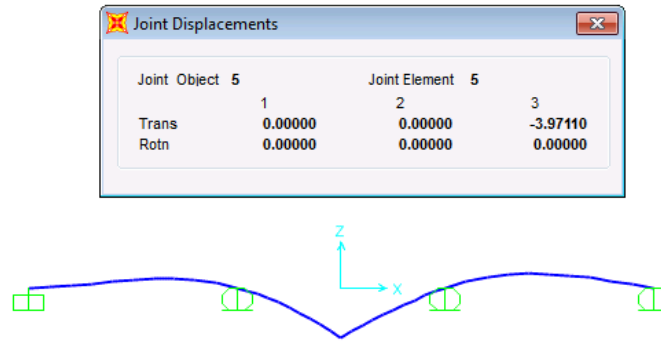 Joint Displacements
Joint Object 5 Joint Element 5
1 2 3
Trans 0.00000 0.00000 -3.97110
Rotn 0.00000 0.00000 0.00000
Z
X